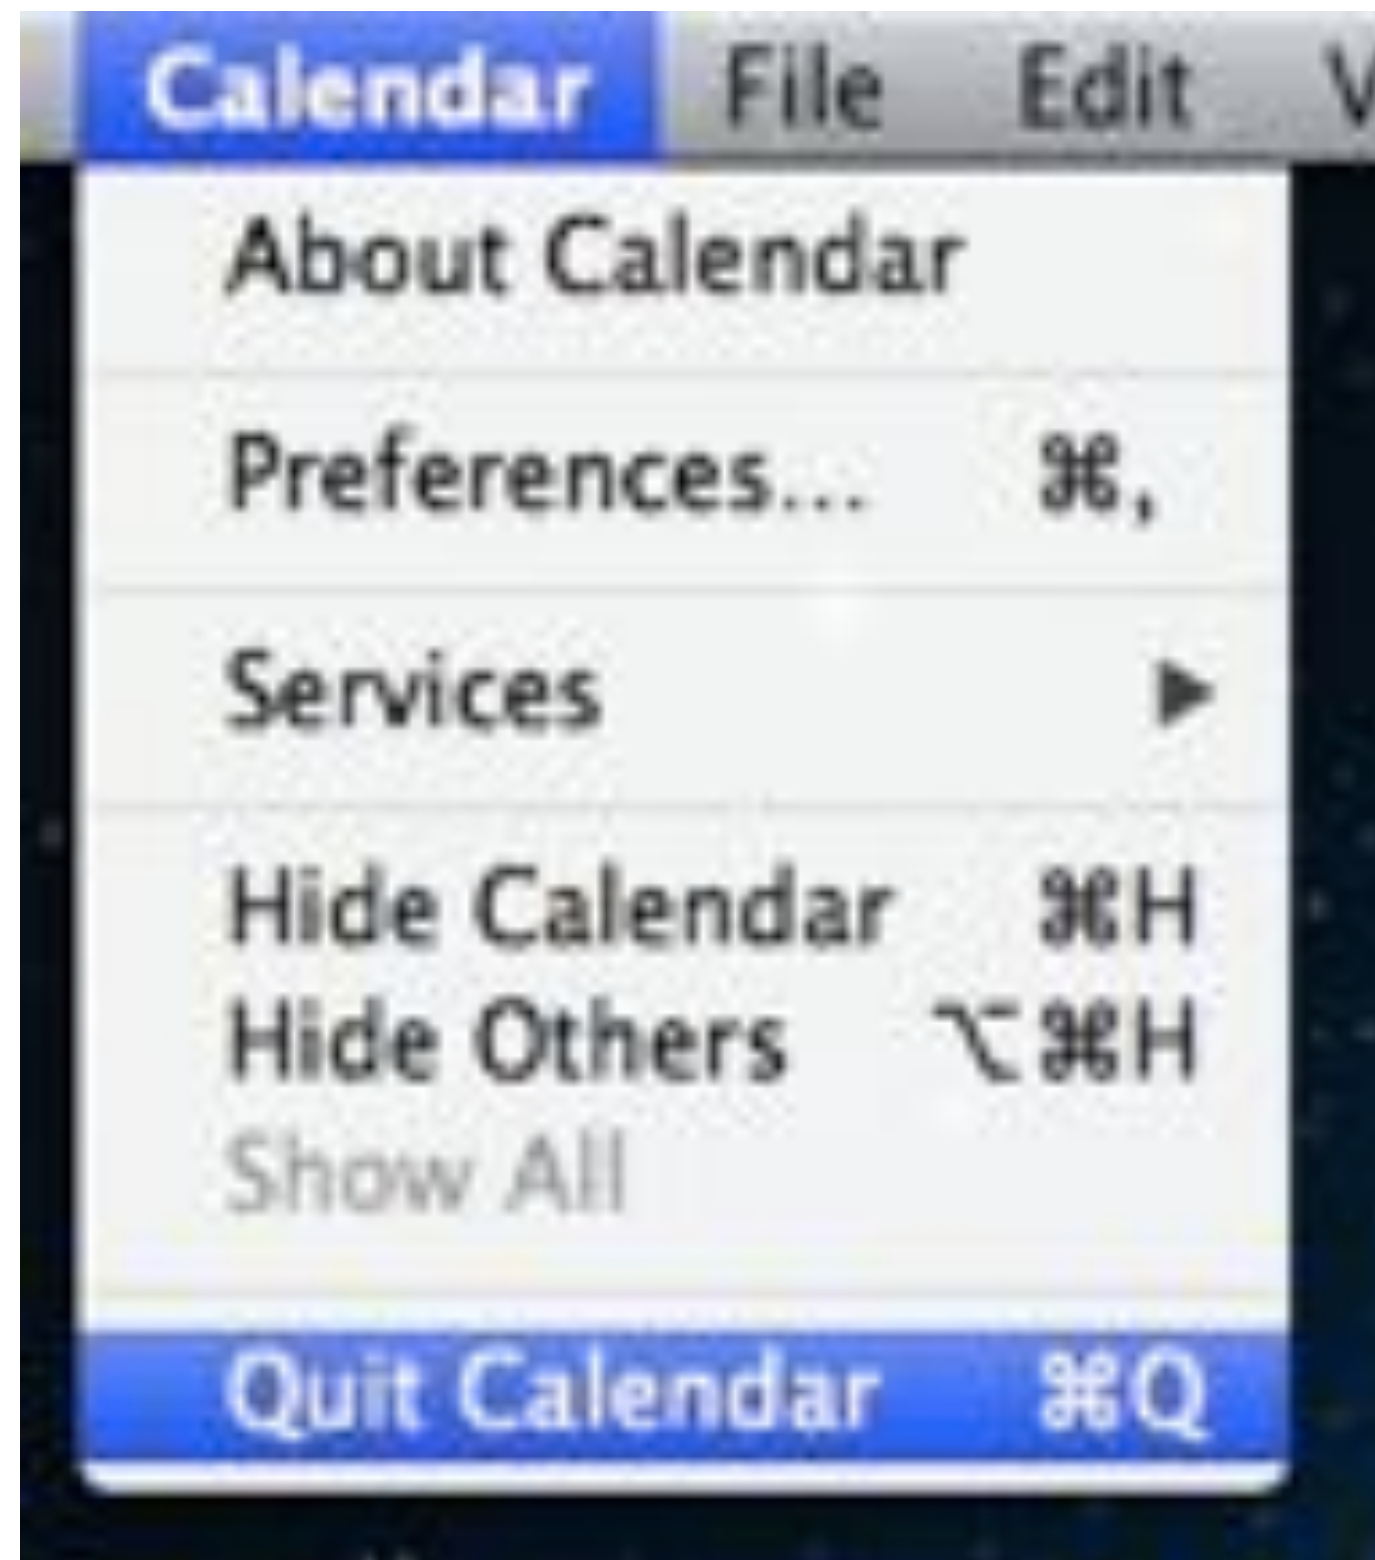 Calendar File Edit V
About Calendar
Preferences... ⌘,
Services ▶
Hide Calendar ⌘H
Hide Others ⌥⌘H
Show All
Quit Calendar ⌘Q